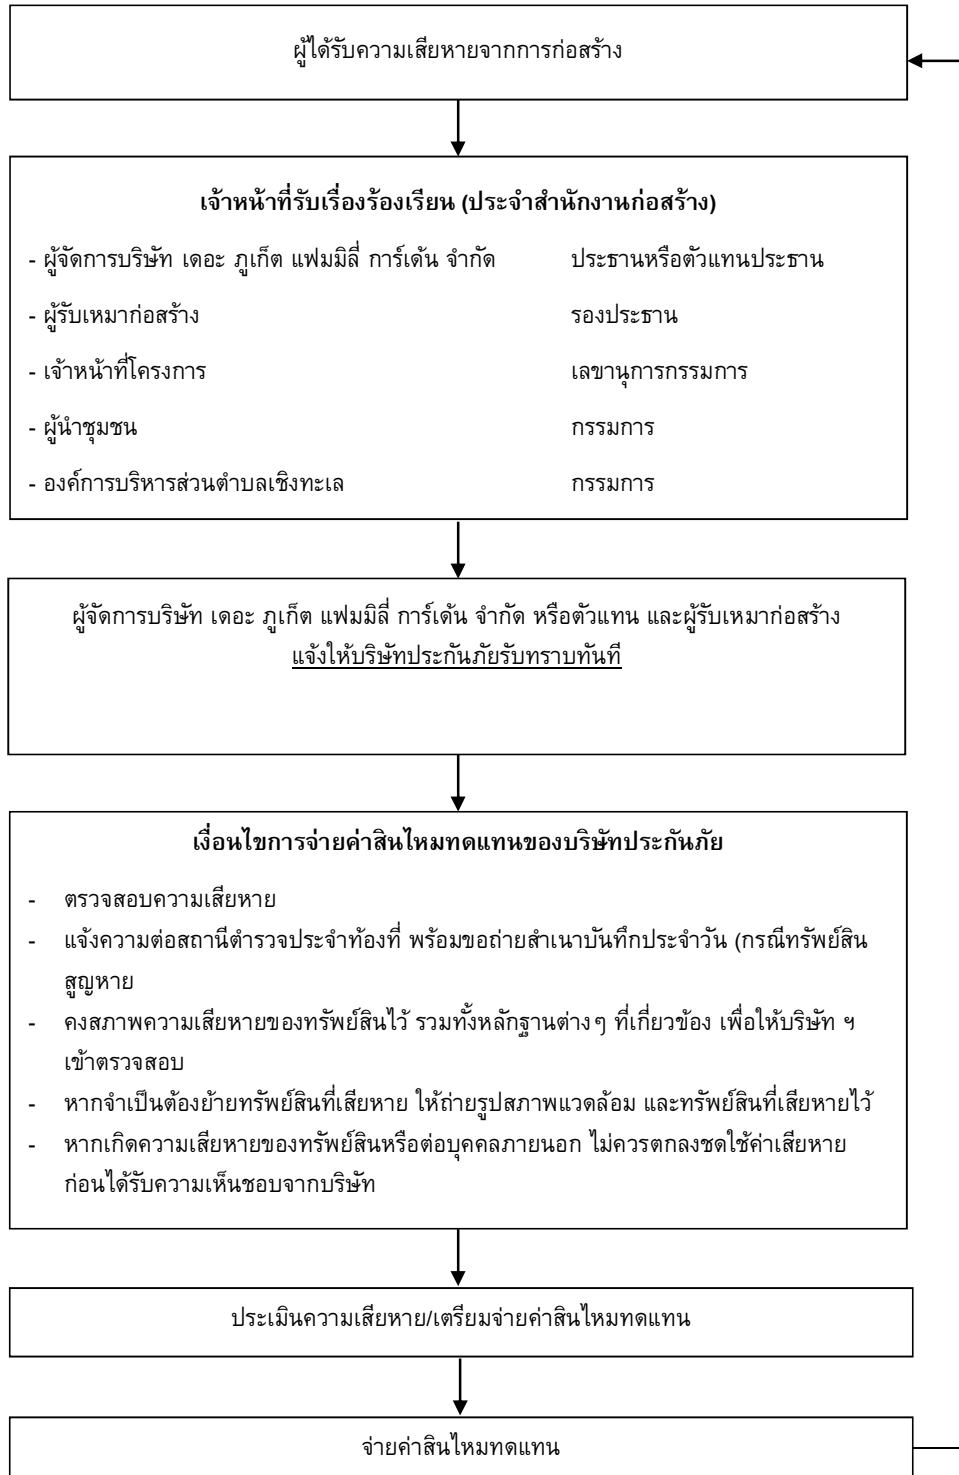 ผู้ได้รับความเสียหายจากการก่อสร้าง
เจ้าหน้าที่รับเรื่องร้องเรียน (ประจำสำนักงานก่อสร้าง)
- ผู้จัดการบริษัท เดอะ ภูเก็ต แฟมมิลี่ การ์เด้น จำกัด ประธานหรือตัวแทนประธาน
- ผู้รับเหมาก่อสร้าง รองประธาน
- เจ้าหน้าที่โครงการ เลขานุการกรรมการ
- ผู้นำชุมชน กรรมการ
- องค์การบริหารส่วนตำบลเชิงทะเล กรรมการ
ผู้จัดการบริษัท เดอะ ภูเก็ต แฟมมิลี่ การ์เด้น จำกัด หรือตัวแทน และผู้รับเหมาก่อสร้าง
แจ้งให้บริษัทประกันภัยรับทราบทันที
เงื่อนไขการจ่ายค่าสินไหมทดแทนของบริษัทประกันภัย
- ตรวจสอบความเสียหาย
- แจ้งความต่อสถานีตำรวจประจำท้องที่ พร้อมขอถ่ายสำเนาบันทึกประจำวัน (กรณีทรัพย์สิน
สูญหาย
- คงสภาพความเสียหายของทรัพย์สินไว้ รวมทั้งหลักฐานต่างๆ ที่เกี่ยวข้อง เพื่อให้บริษัท ฯ
เข้าตรวจสอบ
- หากจำเป็นต้องย้ายทรัพย์สินที่เสียหาย ให้ถ่ายรูปสภาพแวดล้อม และทรัพย์สินที่เสียหายไว้
- หากเกิดความเสียหายของทรัพย์สินหรือต่อบุคคลภายนอก ไม่ควรตกลงชดใช้ค่าเสียหาย
ก่อนได้รับความเห็นชอบจากบริษัท
ประเมินความเสียหาย/เตรียมจ่ายค่าสินไหมทดแทน
จ่ายค่าสินไหมทดแทน